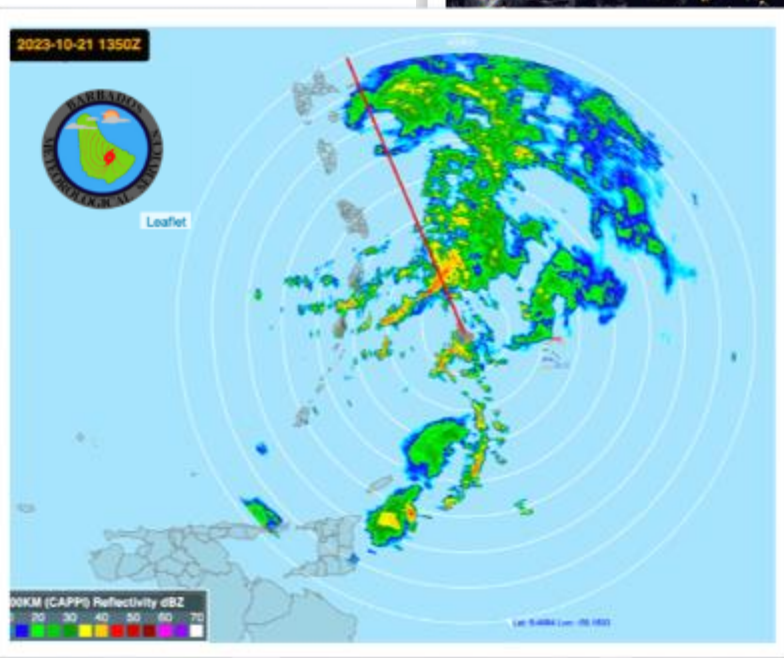 2023-10-21 1350Z
BARBADOS
METEOROLOGICAL SERVICES
Leaflet
00KM (CAPPI) Reflectivity dBZ
20 30 40 50 60 70